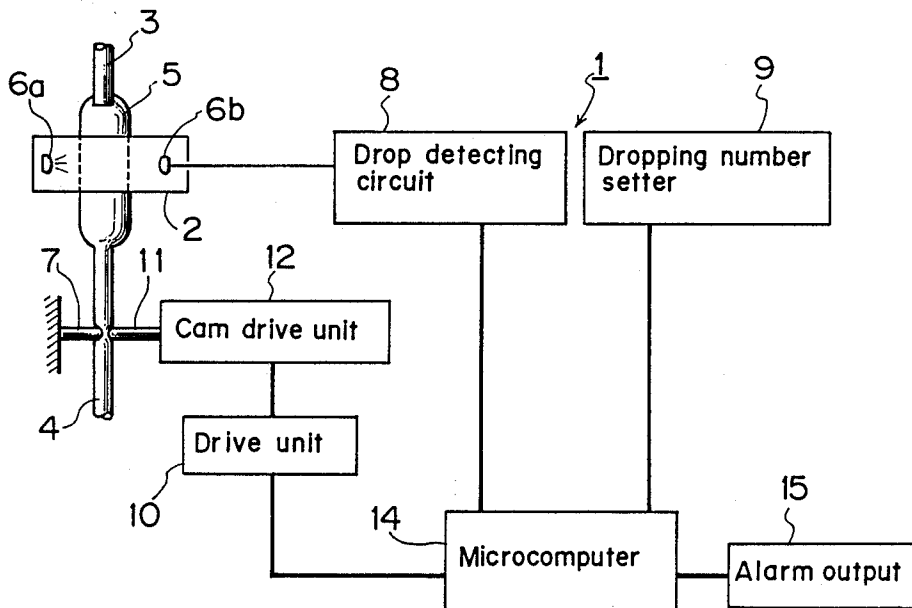 3
5
6a
6b
8
1
9
Drop detecting
circuit
Dropping number
setter
2
7
11
12
Cam drive unit
4
Drive unit
10
14
15
Microcomputer
Alarm output